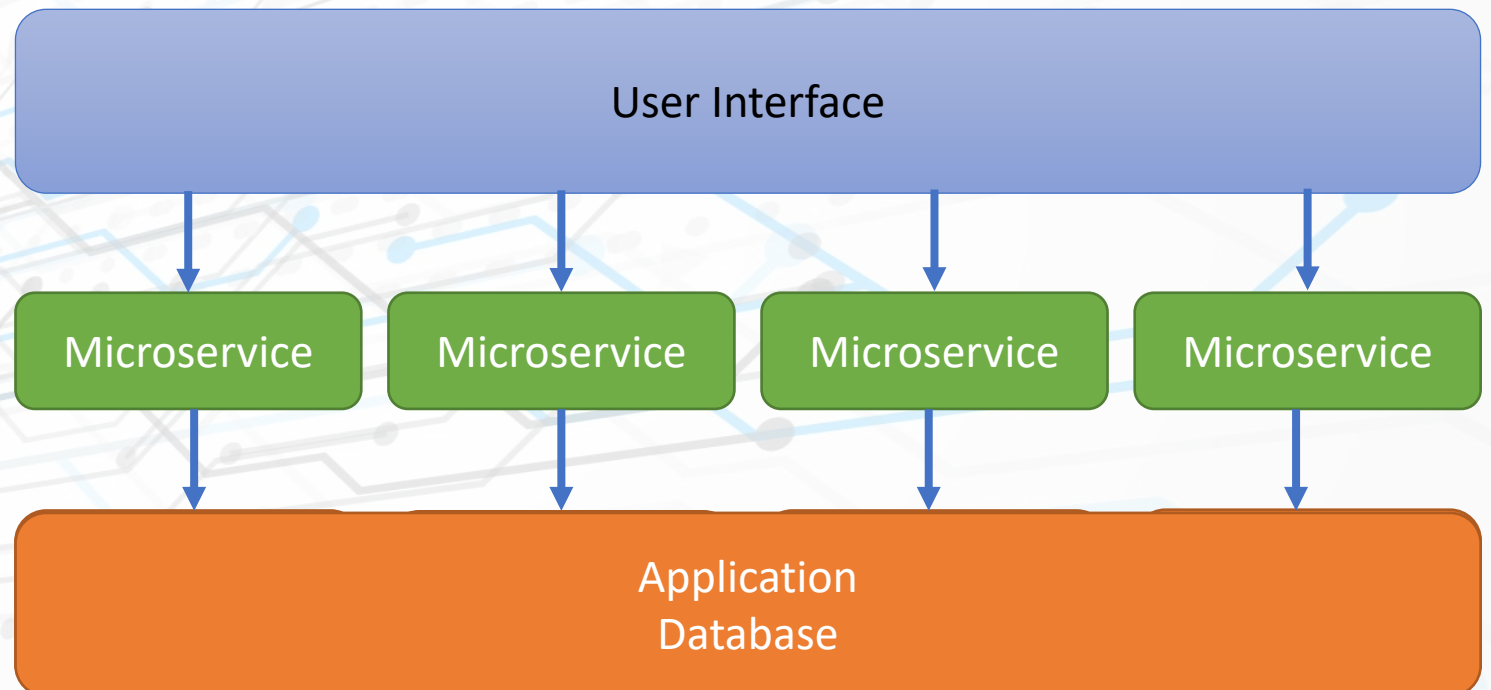 User Interface
Microservice
Microservice
Microservice
Microservice
Application
Database